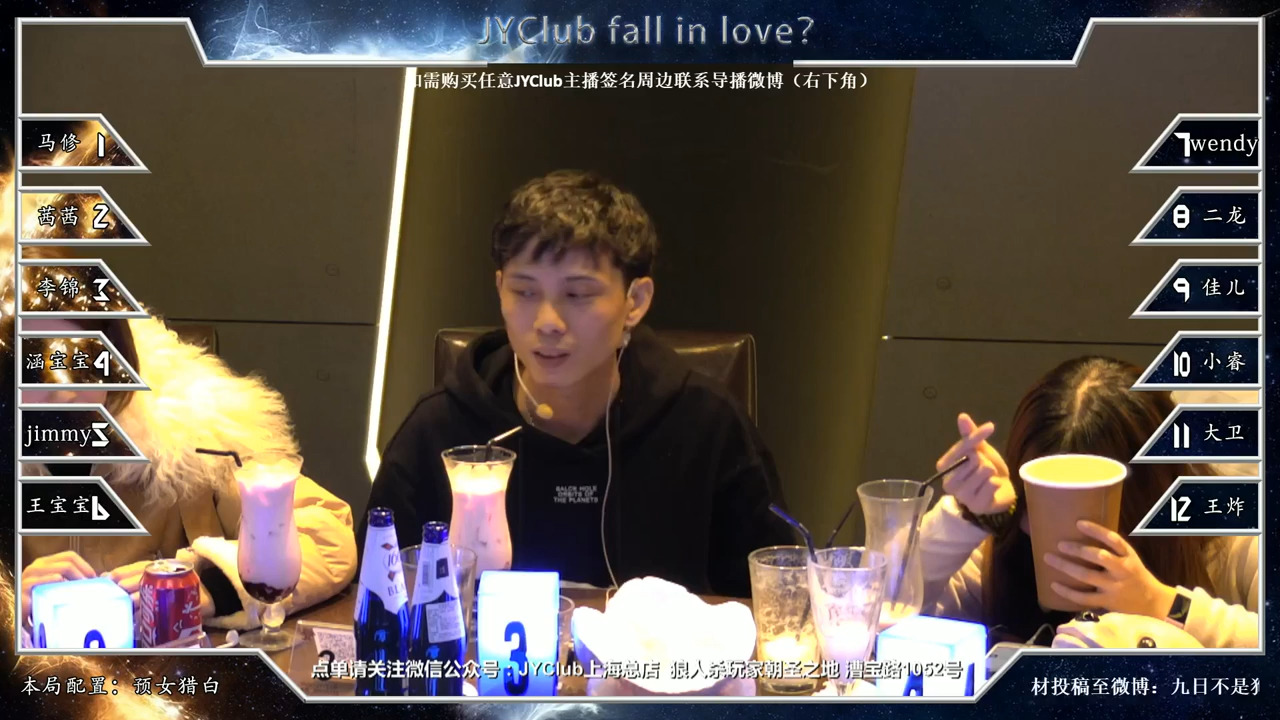 JYClub fall in love?
需购买任意JYClub主播签名周边联系导播微博（右下角）
马修 1
茜茜 2
李锦 3
涵宝宝 4
jimmy 5
王宝宝 6
7 wendy
8 二龙
9 佳儿
10 小睿
11 大卫
12 王炸
BALCK HOLE
ORBITS OF
THE PLANETS
3
点单请关注微信公众号：JYClub上海总店 狼人杀玩家朝圣之地 漕宝路1052号
本局配置：预女猎白
材投稿至微博：九日不是